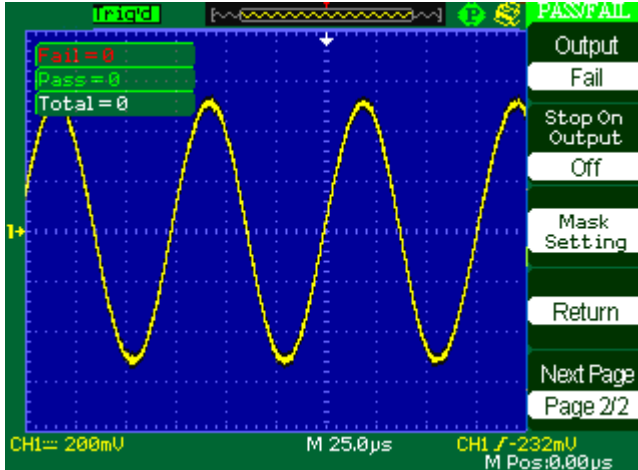 Trig'd
PASS/FAIL
Fail = 0
Pass = 0
Total = 0
Output
Fail
Stop On
Output
Off
Mask
Setting
Return
Next Page
Page 2/2
1
CH1 200mV
M 25.0µs
CH1 -232mV
M Pos:0.00µs
P